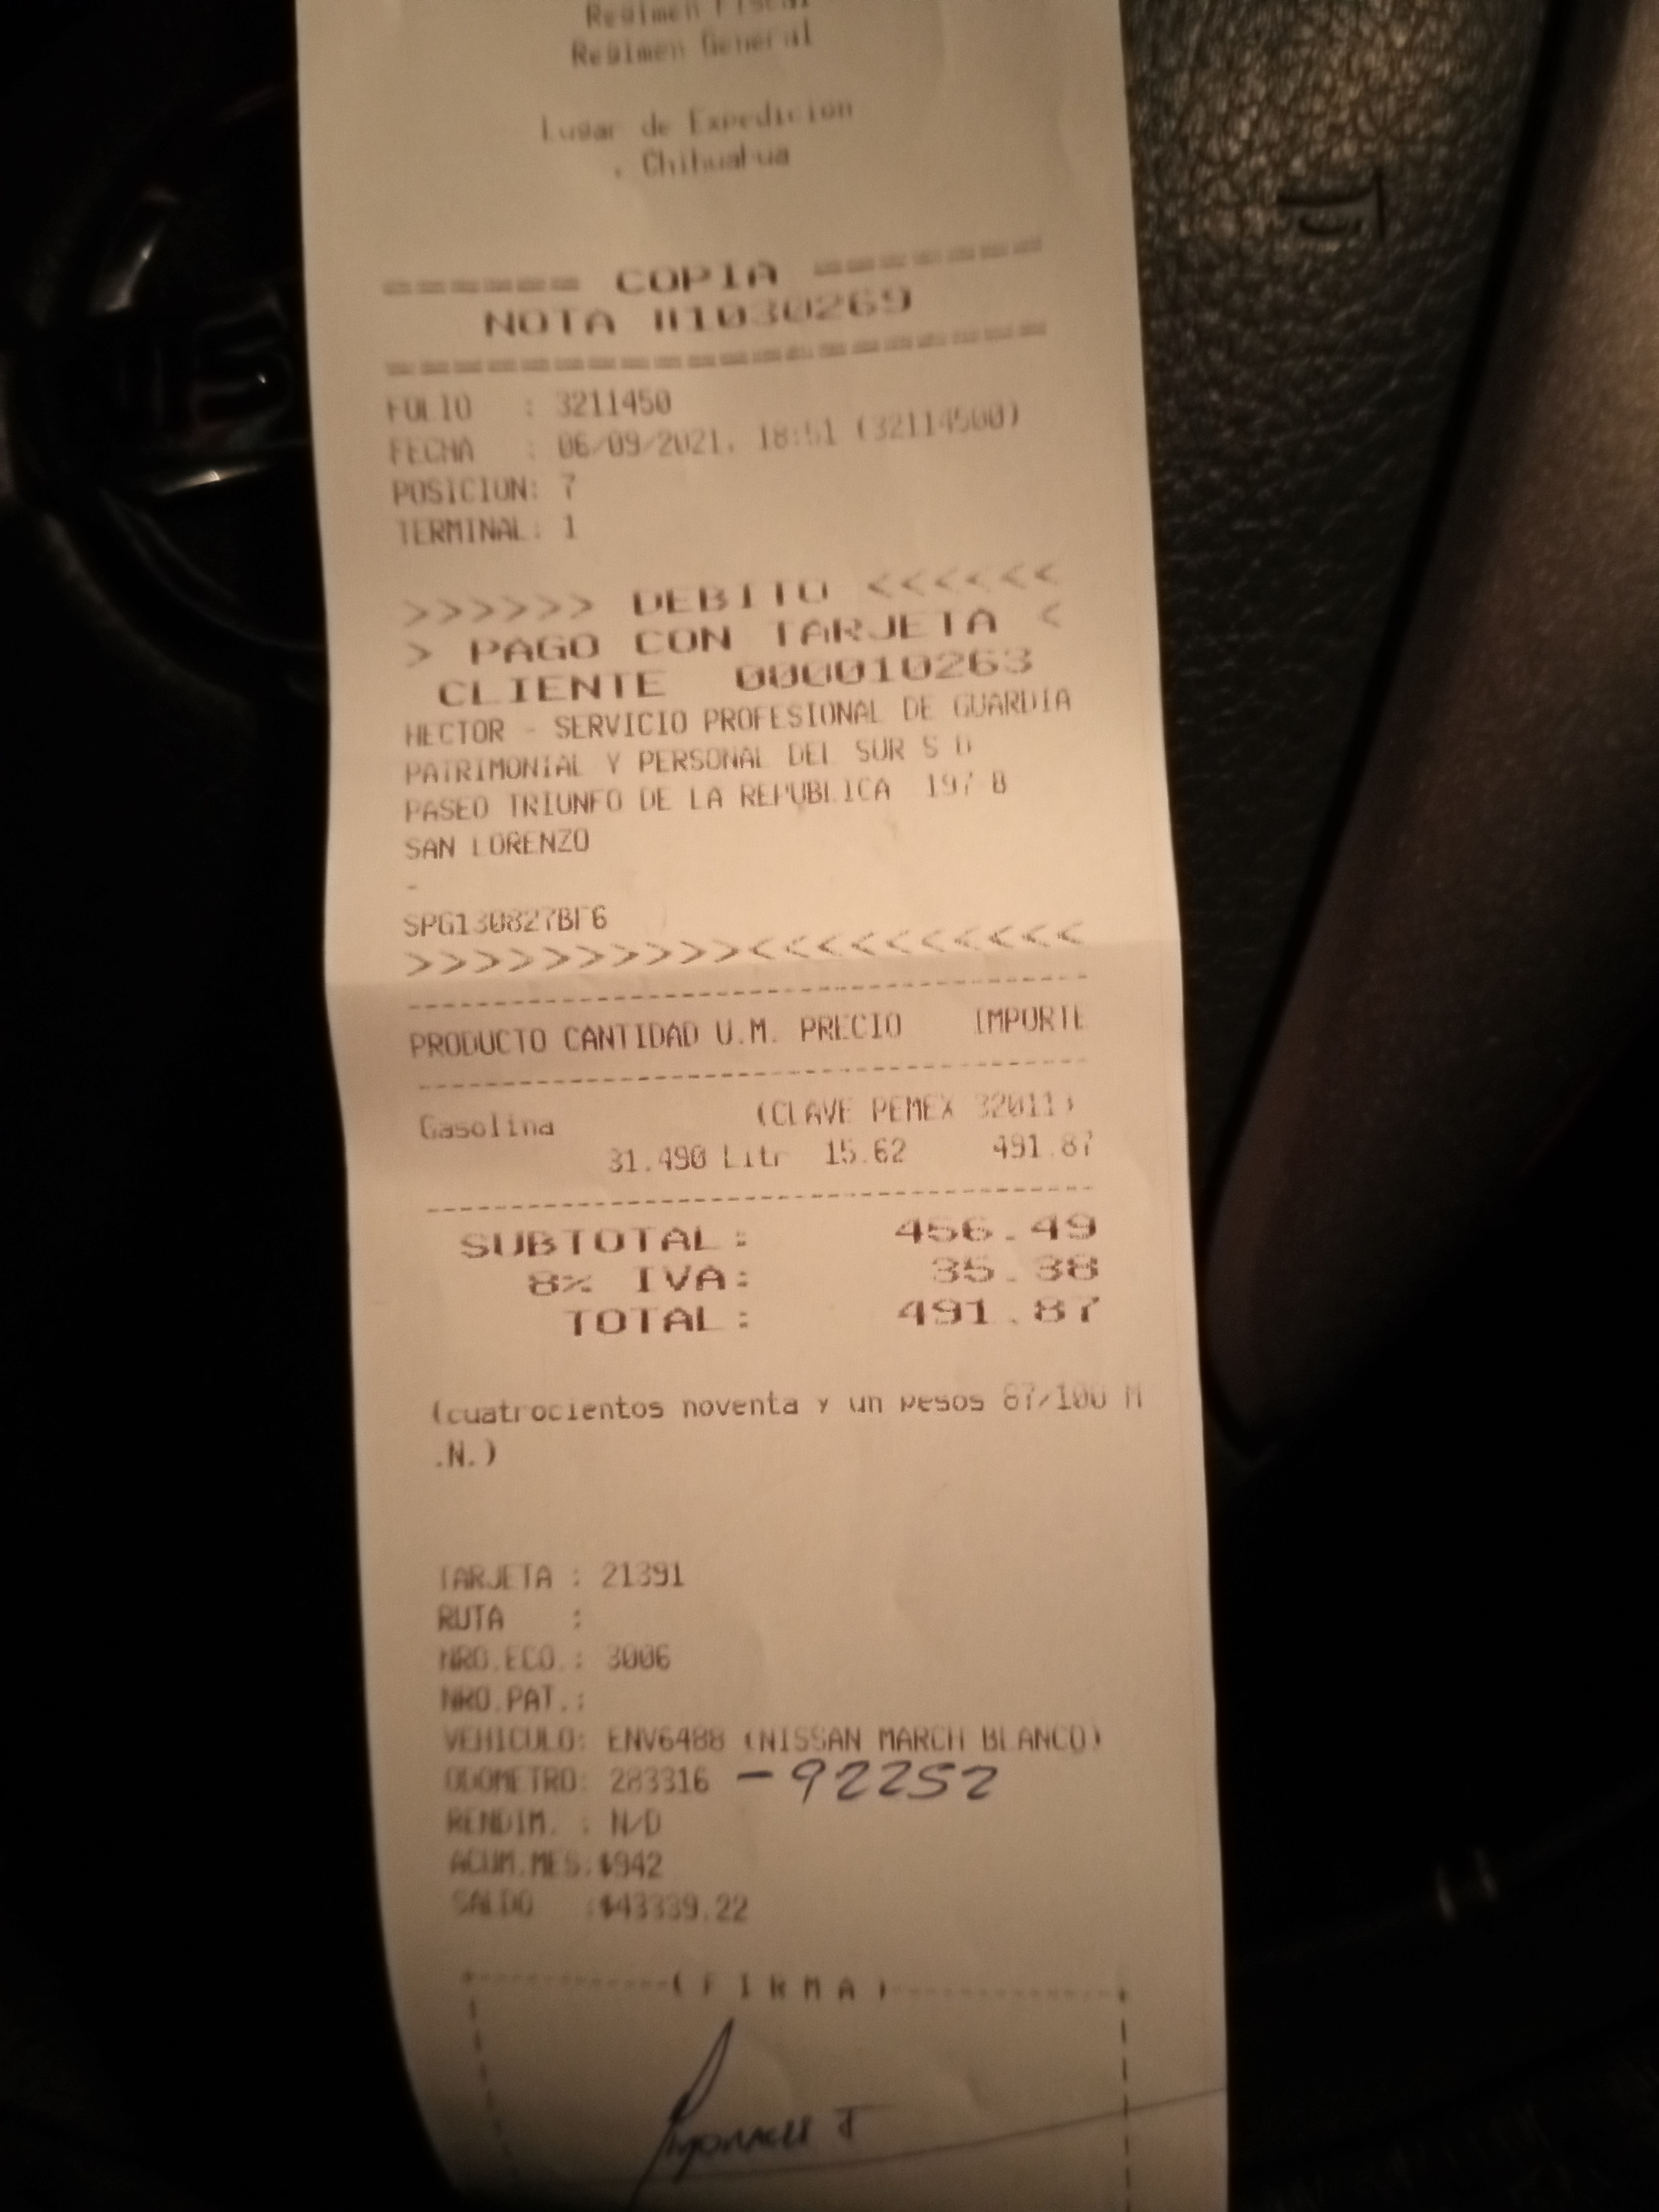 Regimen Fiscal
Regimen General
Lugar de Expedicion
, Chihuahua
====== COPIA =======
NOTA #1030269
====================
FOLIO : 3211450
FECHA : 06/09/2021, 18:51 (32114500)
POSICION: 7
TERMINAL: 1
>>>>>> DEBITO <<<<<<
> PAGO CON TARJETA <
CLIENTE 000010263
HECTOR - SERVICIO PROFESIONAL DE GUARDIA
PATRIMONIAL Y PERSONAL DEL SUR S D
PASEO TRIUNFO DE LA REPUBLICA 197 B
SAN LORENZO
-
SPG130827BF6
>>>>>>>>>><<<<<<<<<<
----------------------------------------
PRODUCTO CANTIDAD U.M. PRECIO IMPORTE
----------------------------------------
Gasolina (CLAVE PEMEX 32011)
31.490 Litr 15.62 491.87
----------------------------------------
SUBTOTAL: 456.49
8% IVA: 35.38
TOTAL: 491.87
(cuatrocientos noventa y un pesos 87/100 M
.N.)
TARJETA : 21391
RUTA :
NRO.ECO.: 3006
NRO.PAT.:
VEHICULO: ENV6488 (NISSAN MARCH BLANCO)
ODOMETRO: 283316 - 92252
RENDIM. : N/D
ACUM.MES:$942
SALDO :$43339.22
+-----------(FIRMA)-------------+